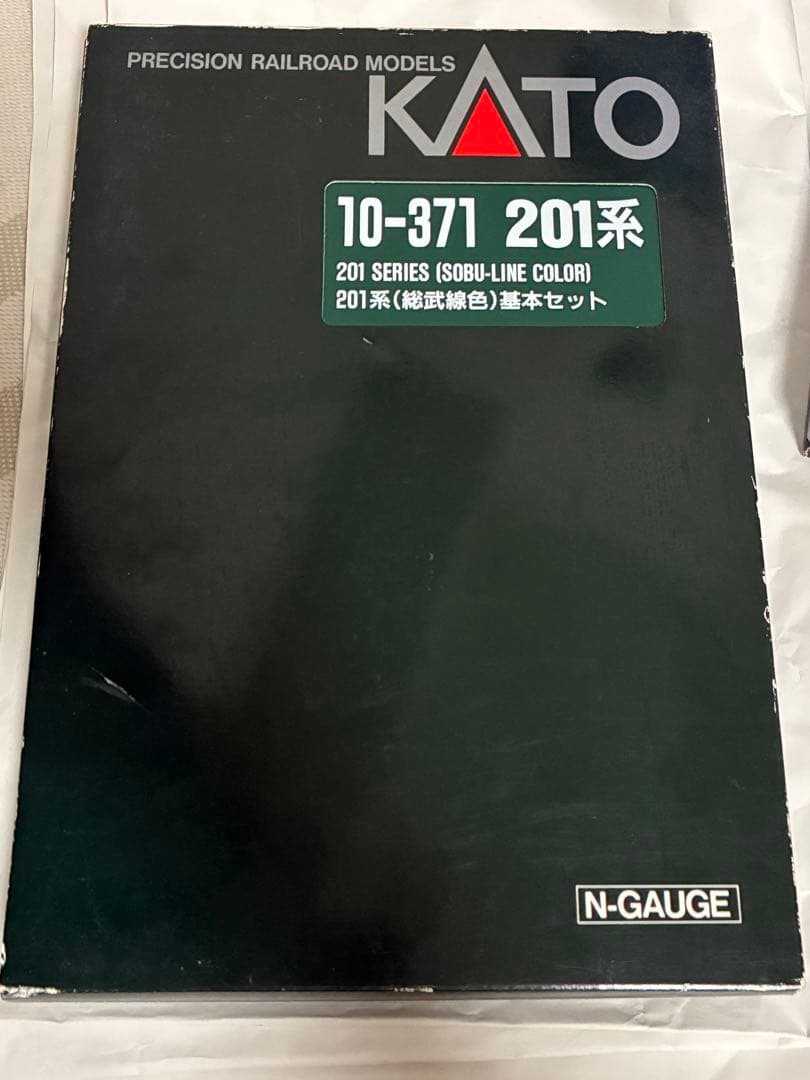 PRECISION RAILROAD MODELS
KATO
10-371 201系
201 SERIES (SOBU-LINE COLOR)
201系(総武線色)基本セット
N-GAUGE